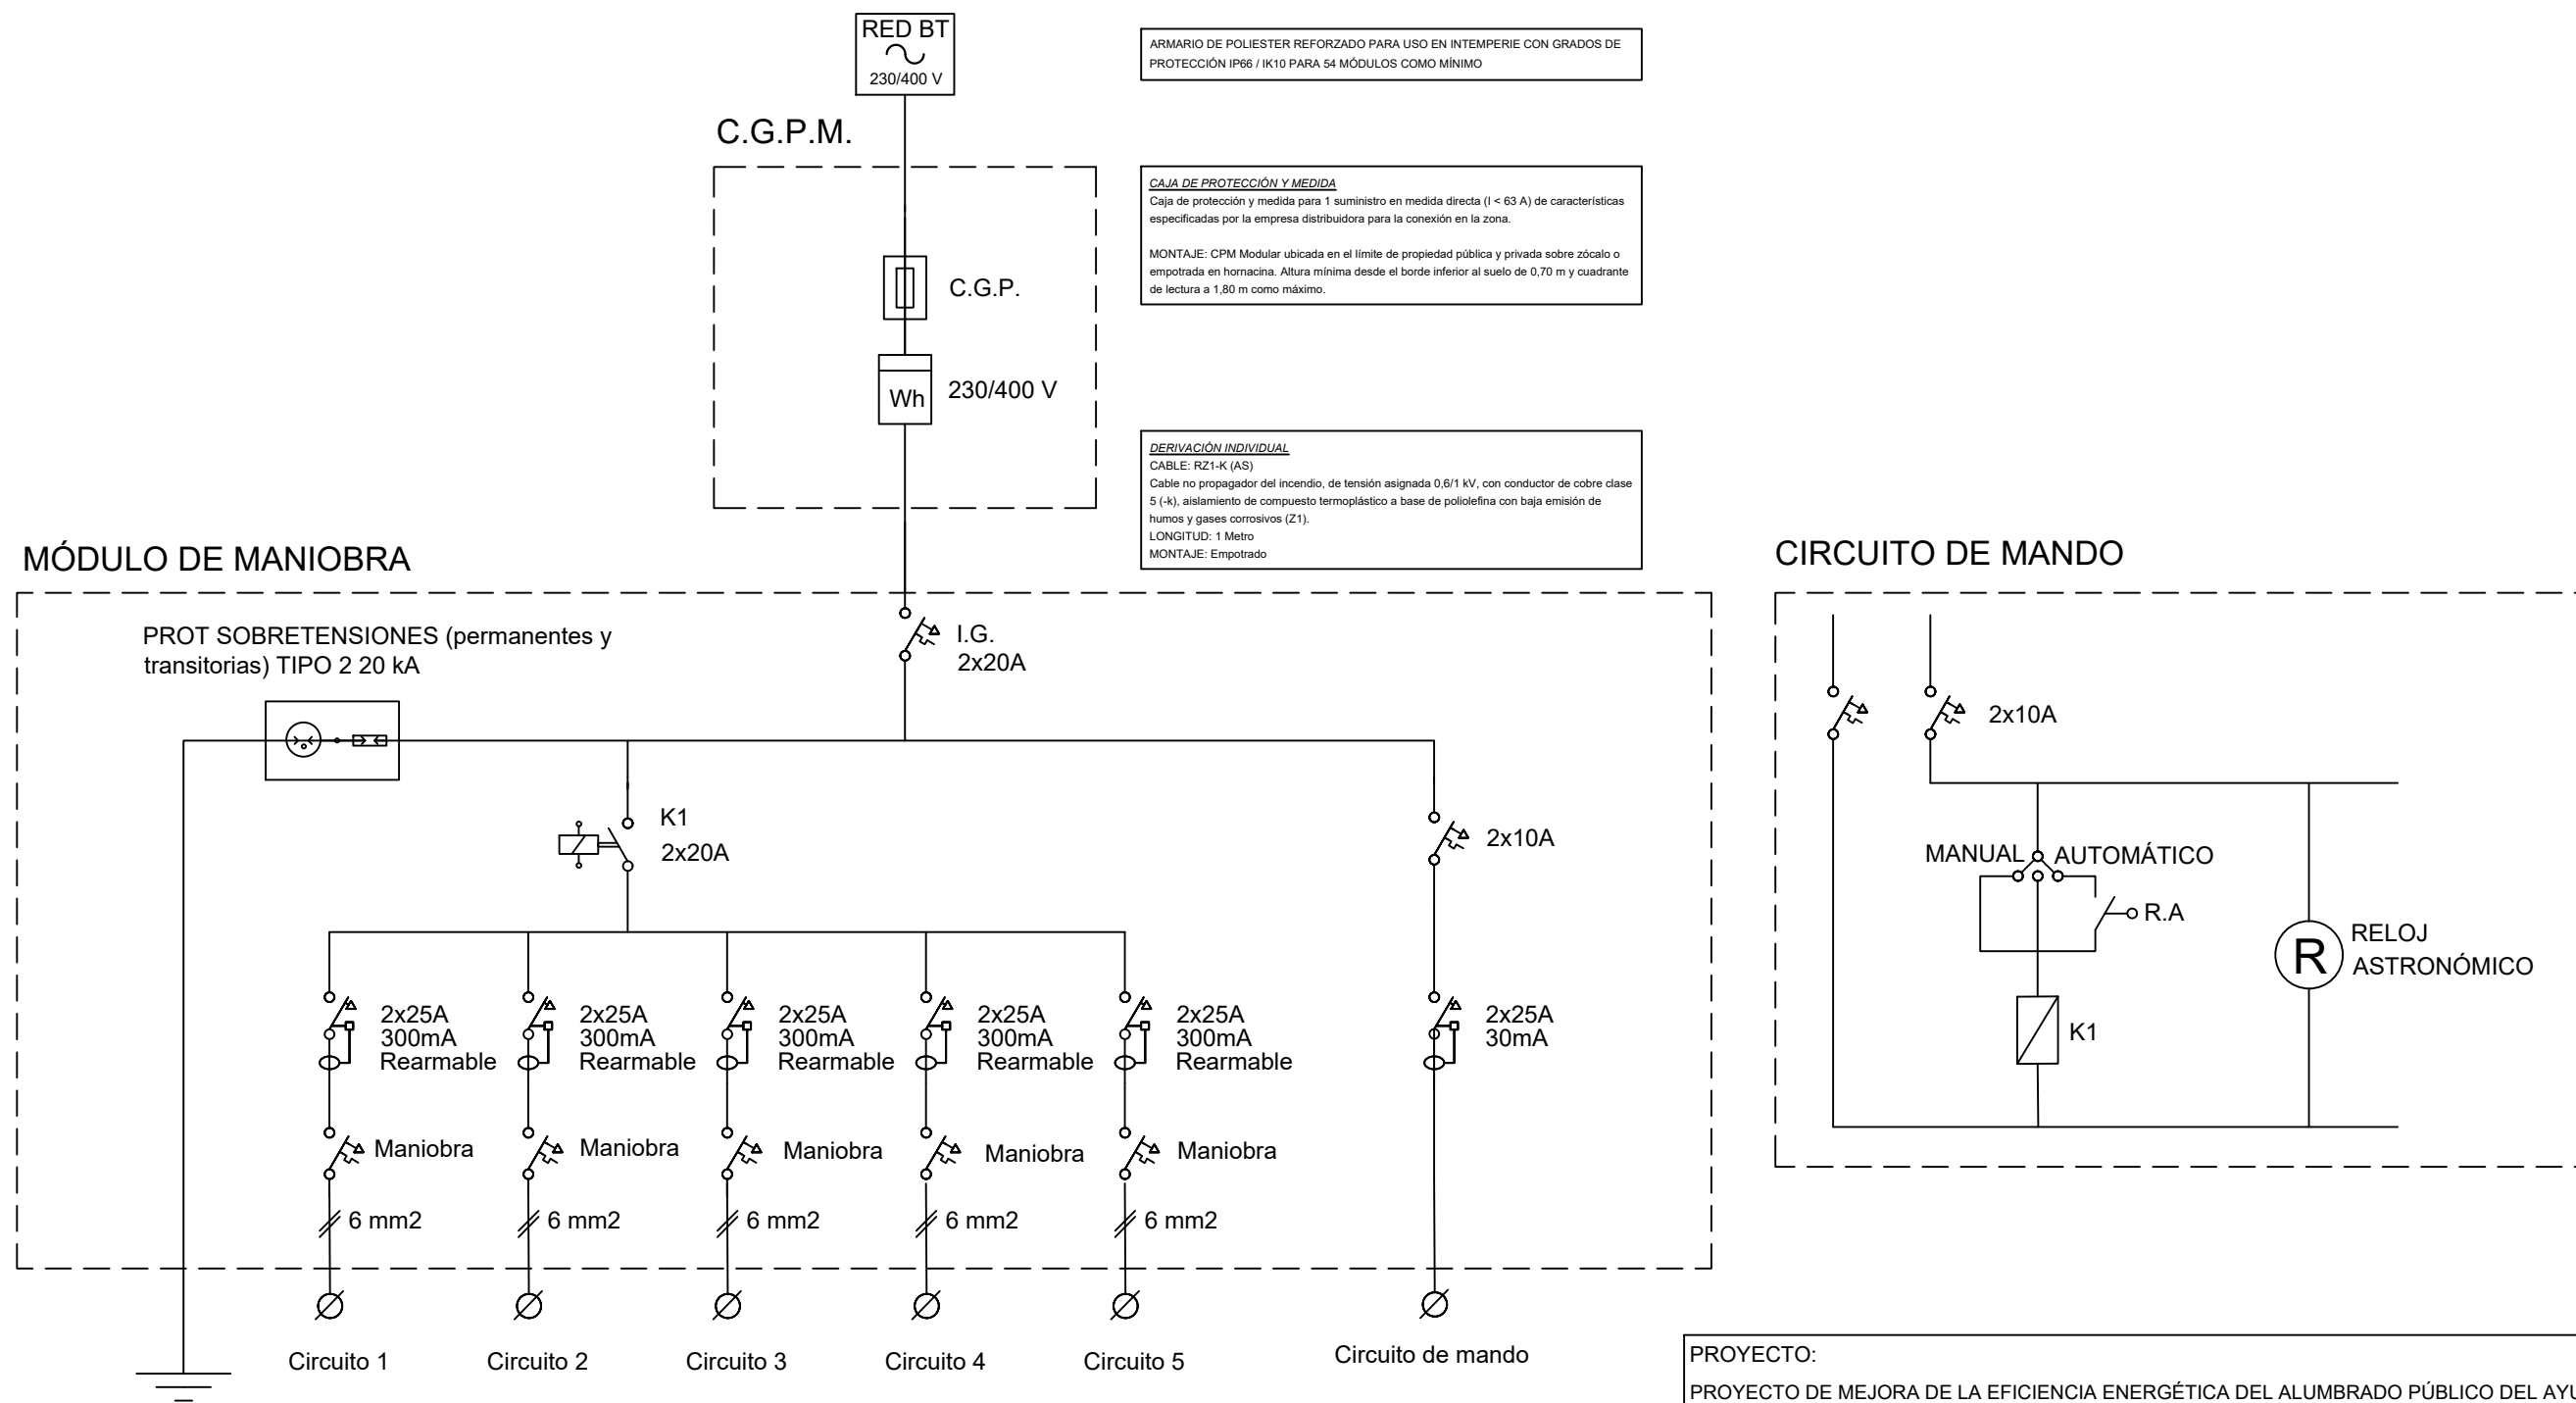 RED BT
230/400 V
ARMARIO DE POLIESTER REFORZADO PARA USO EN INTEMPERIE CON GRADOS DE
PROTECCIÓN IP66 / IK10 PARA 54 MÓDULOS COMO MÍNIMO
C.G.P.M.
CAJA DE PROTECCIÓN Y MEDIDA
Caja de protección y medida para 1 suministro en medida directa (I < 63 A) de características
especificadas por la empresa distribuidora para la conexión en la zona.
MONTAJE: CPM Modular ubicada en el límite de propiedad pública y privada sobre zócalo o
empotrada en hornacina. Altura mínima desde el borde inferior al suelo de 0,70 m y cuadrante
de lectura a 1,80 m como máximo.
C.G.P.
Wh
230/400 V
DERIVACIÓN INDIVIDUAL
CABLE: RZ1-K (AS)
Cable no propagador del incendio, de tensión asignada 0,6/1 kV, con conductor de cobre clase
5 (-k), aislamiento de compuesto termoplástico a base de poliolefina con baja emisión de
humos y gases corrosivos (Z1).
LONGITUD: 1 Metro
MONTAJE: Empotrado
MÓDULO DE MANIOBRA
PROT SOBRETENSIONES (permanentes y
transitorias) TIPO 2 20 kA
I.G.
2x20A
K1
2x20A
2x10A
2x25A
300mA
Rearmable
2x25A
300mA
Rearmable
2x25A
300mA
Rearmable
2x25A
300mA
Rearmable
2x25A
300mA
Rearmable
2x25A
30mA
Maniobra
Maniobra
Maniobra
Maniobra
Maniobra
6 mm2
6 mm2
6 mm2
6 mm2
6 mm2
Circuito 1
Circuito 2
Circuito 3
Circuito 4
Circuito 5
Circuito de mando
CIRCUITO DE MANDO
2x10A
MANUAL
AUTOMÁTICO
R.A
R
RELOJ
ASTRONÓMICO
K1
PROYECTO:
PROYECTO DE MEJORA DE LA EFICIENCIA ENERGÉTICA DEL ALUMBRADO PÚBLICO DEL